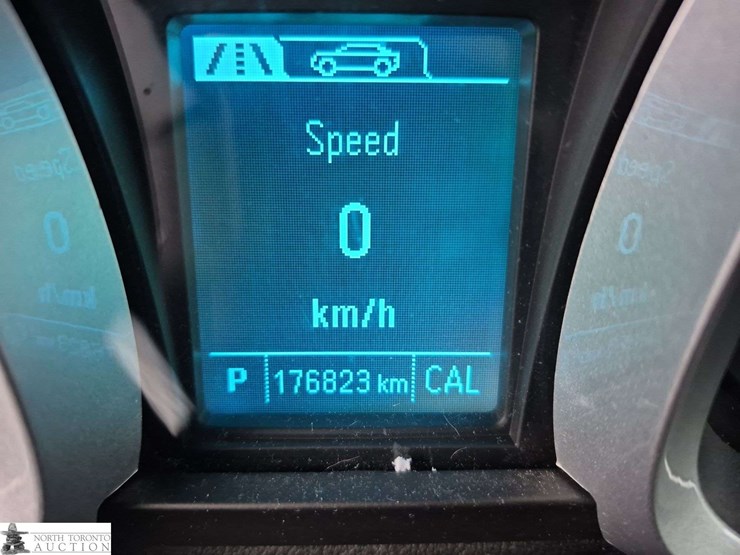 Speed
0
km/h
P 176823 km CAL
NORTH TORONTO
AUCTION